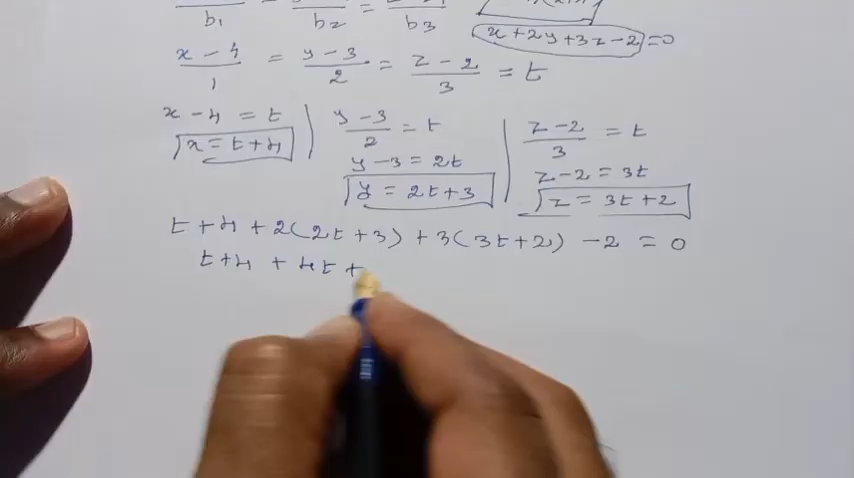 b₁ b₂ = b₃
x + 2y + 3z - 2 = 0
x - 4 / 1 = y - 3 / 2 = z - 2 / 3 = t
x - 4 = t | y - 3 / 2 = t | z - 2 / 3 = t
x = t + 4 y - 3 = 2t z - 2 = 3t
y = 2t + 3 z = 3t + 2
t + 4 + 2(2t + 3) + 3(3t + 2) - 2 = 0
t + 4 + 4t +